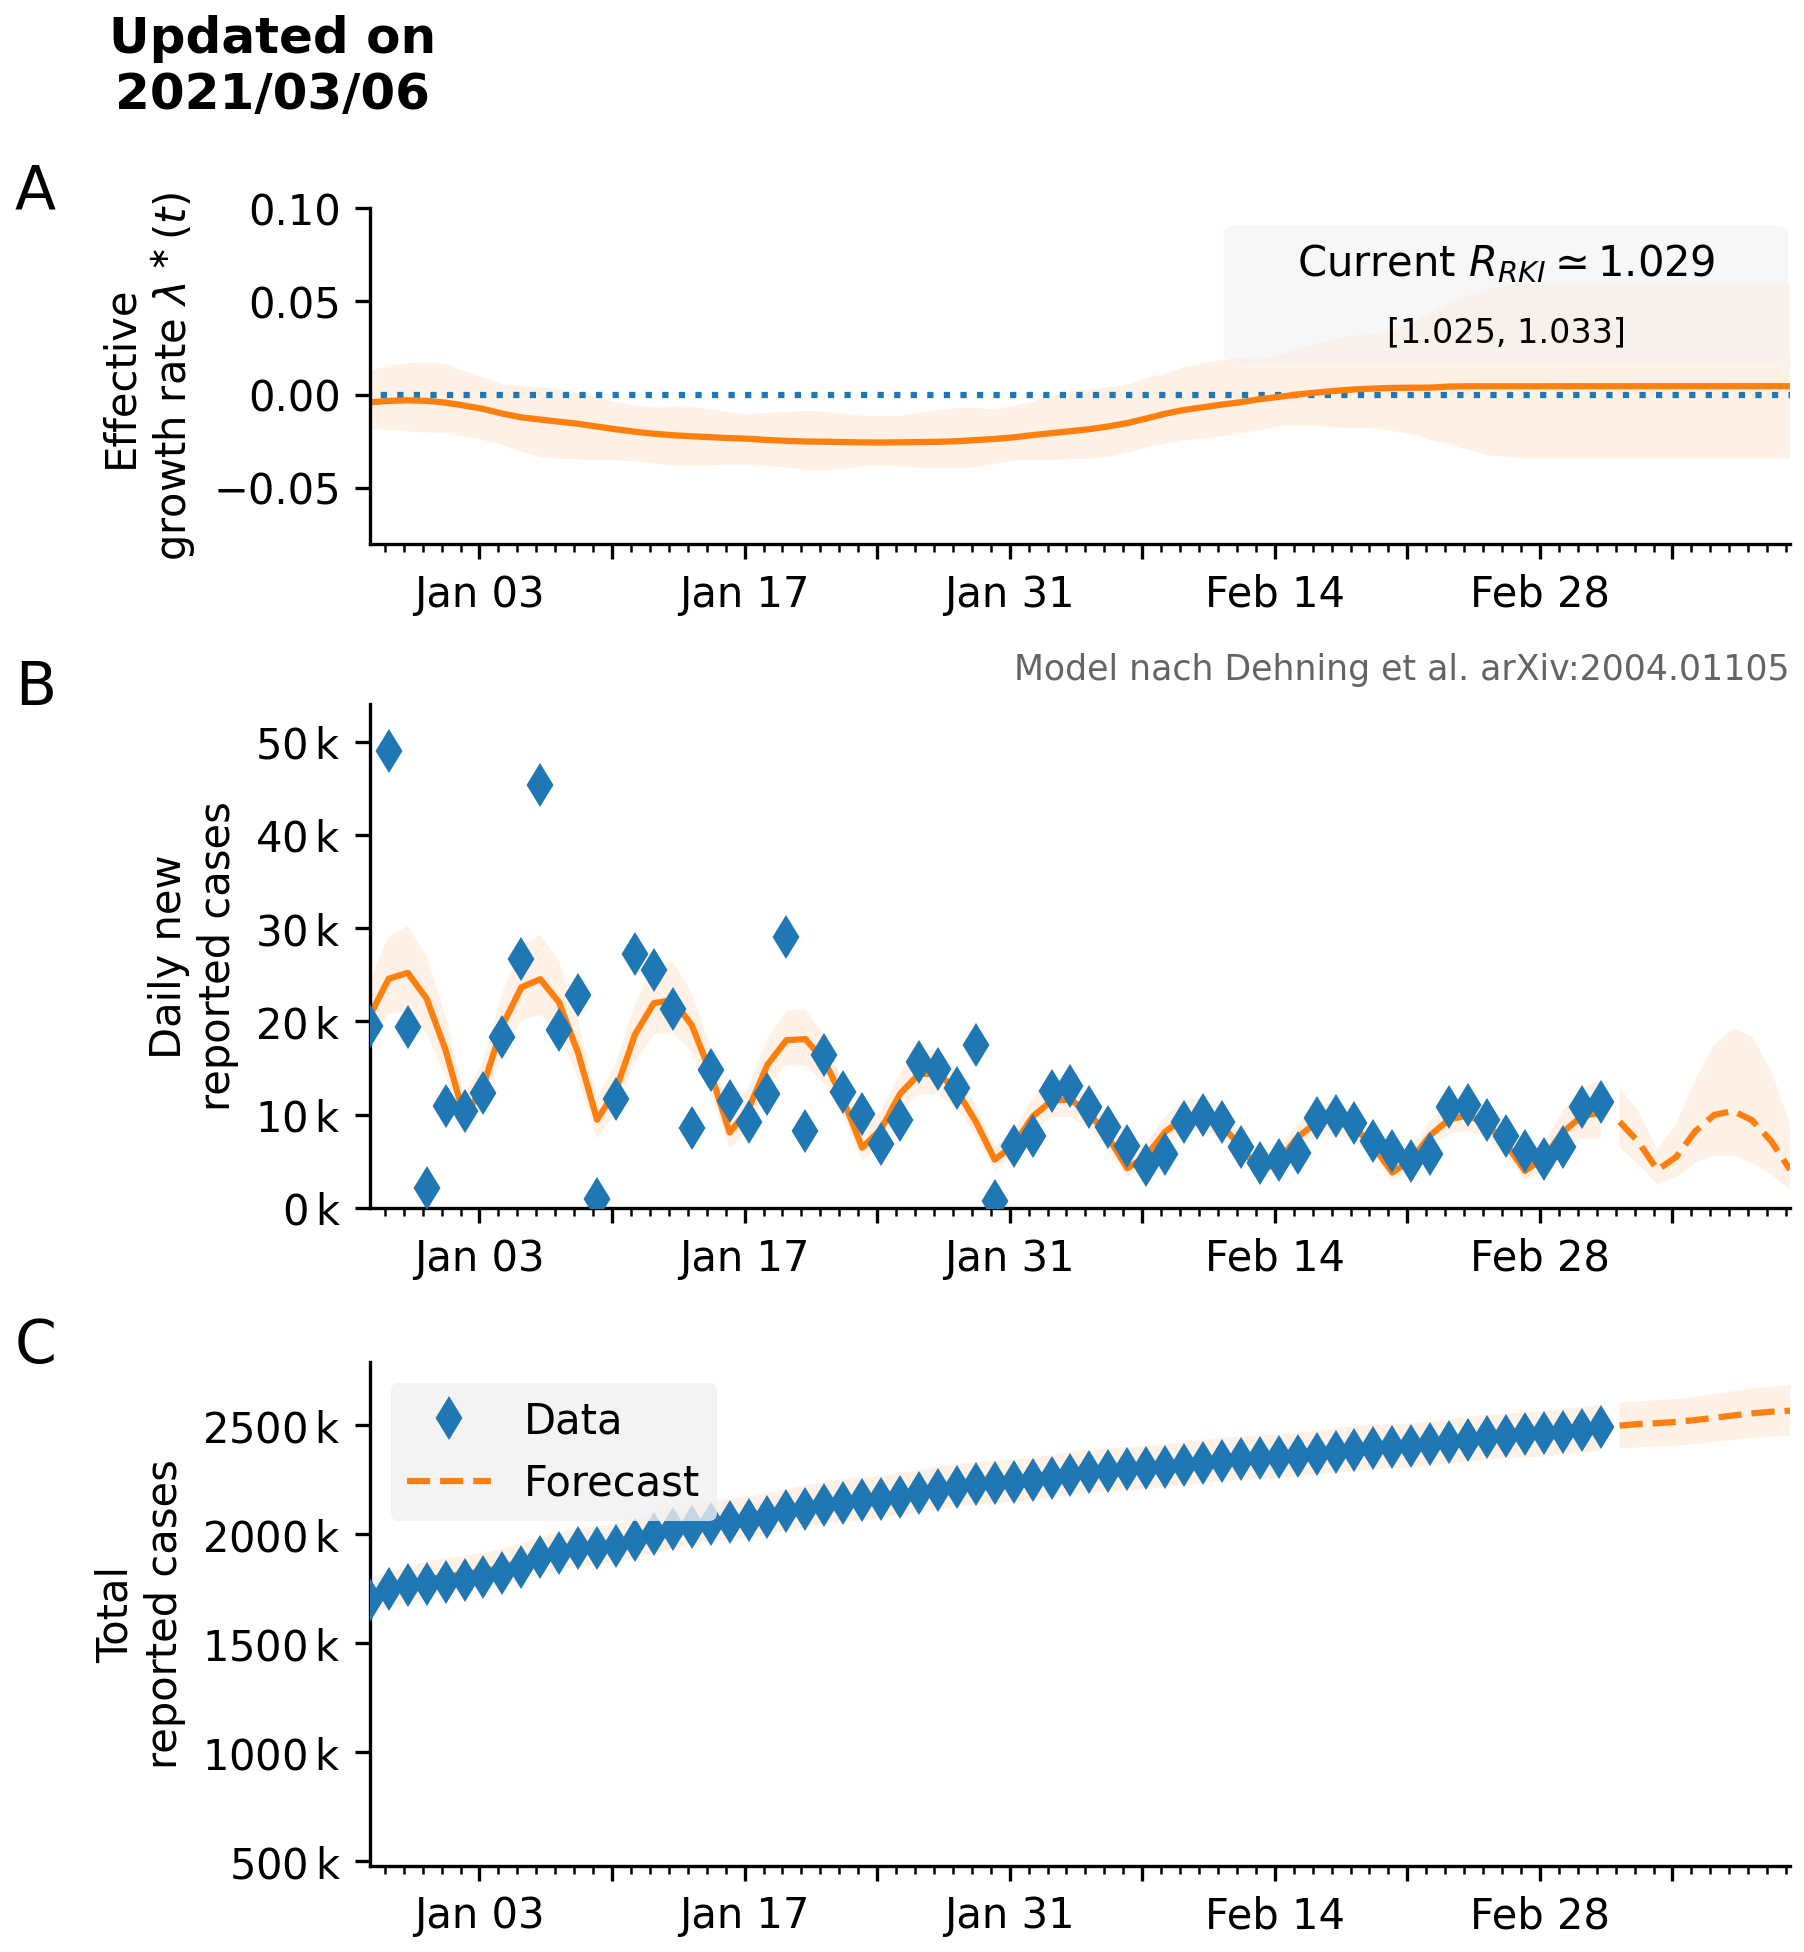 Updated on
2021/03/06
A
Effective
growth rate λ * (t)
0.10
0.05
0.00
−0.05
Current R_RKI ≃ 1.029
[1.025, 1.033]
Jan 03 Jan 17 Jan 31 Feb 14 Feb 28
Model nach Dehning et al. arXiv:2004.01105
B
Daily new
reported cases
50 k
40 k
30 k
20 k
10 k
0 k
Jan 03 Jan 17 Jan 31 Feb 14 Feb 28
C
Total
reported cases
2500 k
2000 k
1500 k
1000 k
500 k
Data
Forecast
Jan 03 Jan 17 Jan 31 Feb 14 Feb 28